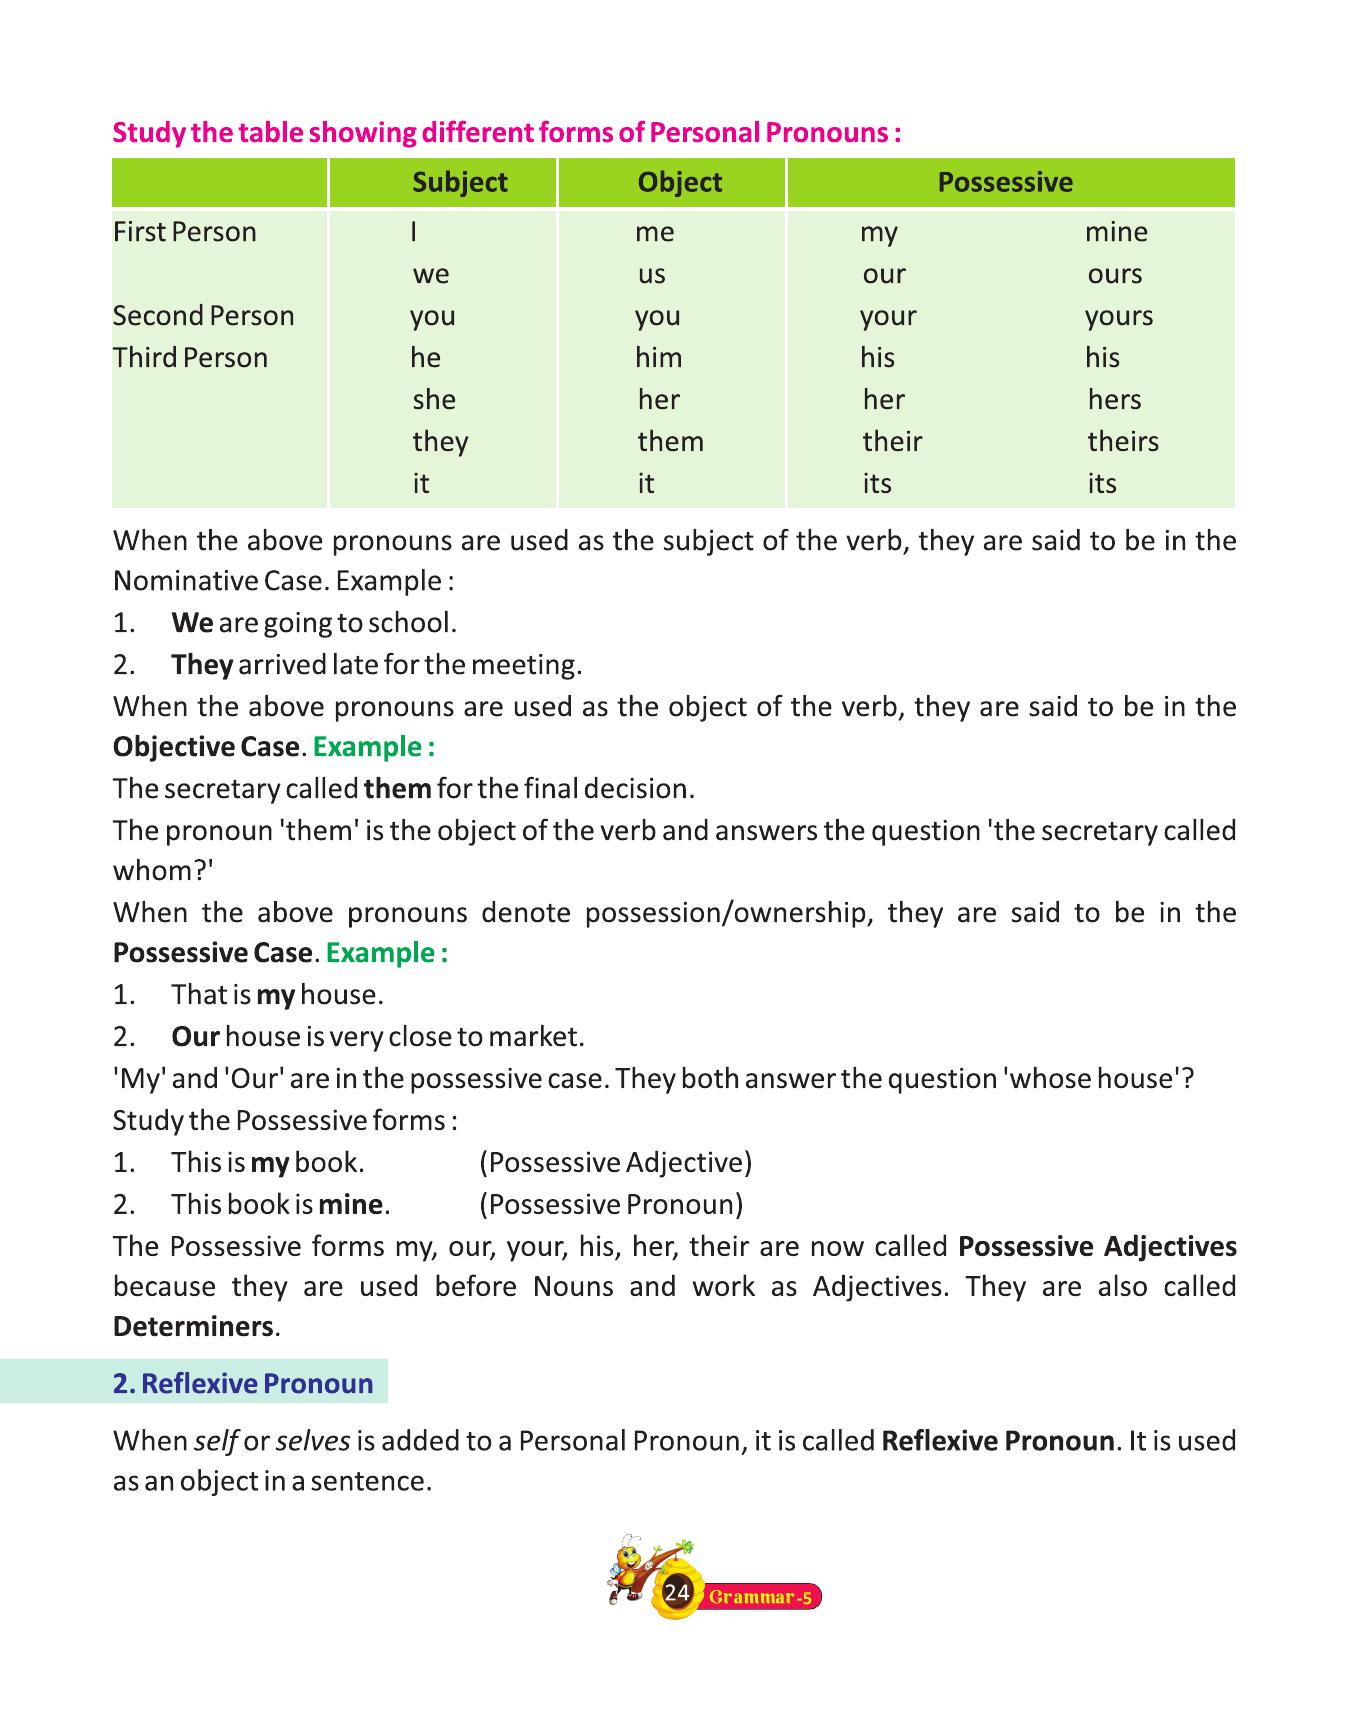 Study the table showing different forms of Personal Pronouns :
Subject Object Possessive
First Person I me my mine
we us our ours
Second Person you you your yours
Third Person he him his his
she her her hers
they them their theirs
it it its its
When the above pronouns are used as the subject of the verb, they are said to be in the
Nominative Case. Example :
1. We are going to school.
2. They arrived late for the meeting.
When the above pronouns are used as the object of the verb, they are said to be in the
Objective Case. Example :
The secretary called them for the final decision.
The pronoun 'them' is the object of the verb and answers the question 'the secretary called
whom?'
When the above pronouns denote possession/ownership, they are said to be in the
Possessive Case. Example :
1. That is my house.
2. Our house is very close to market.
'My' and 'Our' are in the possessive case. They both answer the question 'whose house'?
Study the Possessive forms :
1. This is my book. (Possessive Adjective)
2. This book is mine. (Possessive Pronoun)
The Possessive forms my, our, your, his, her, their are now called Possessive Adjectives
because they are used before Nouns and work as Adjectives. They are also called
Determiners.
2. Reflexive Pronoun
When self or selves is added to a Personal Pronoun, it is called Reflexive Pronoun. It is used
as an object in a sentence.
24 Grammar-5